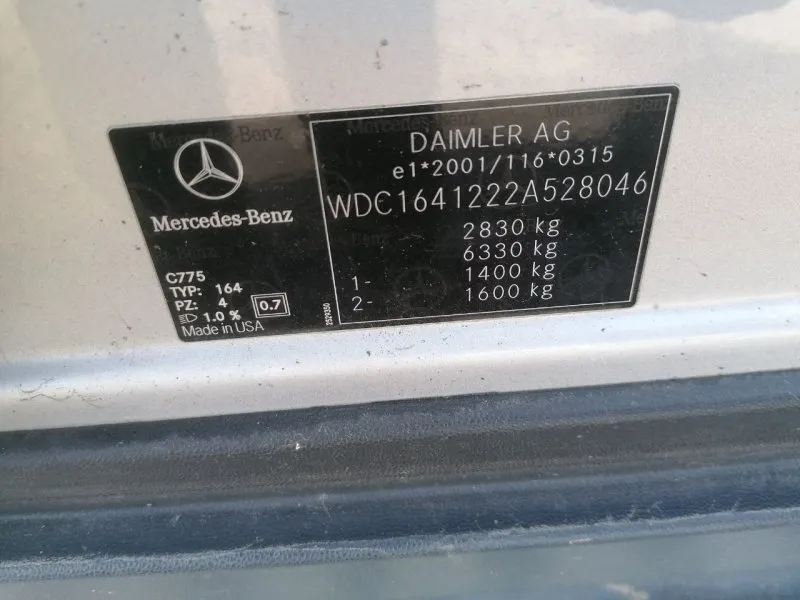 Mercedes-Benz
C775
TYP: 164
PZ: 4
1.0 %
0.7
Made in USA
2529350
DAIMLER AG
e1*2001/116*0315
WDC1641222A528046
2830 kg
6330 kg
1- 1400 kg
2- 1600 kg